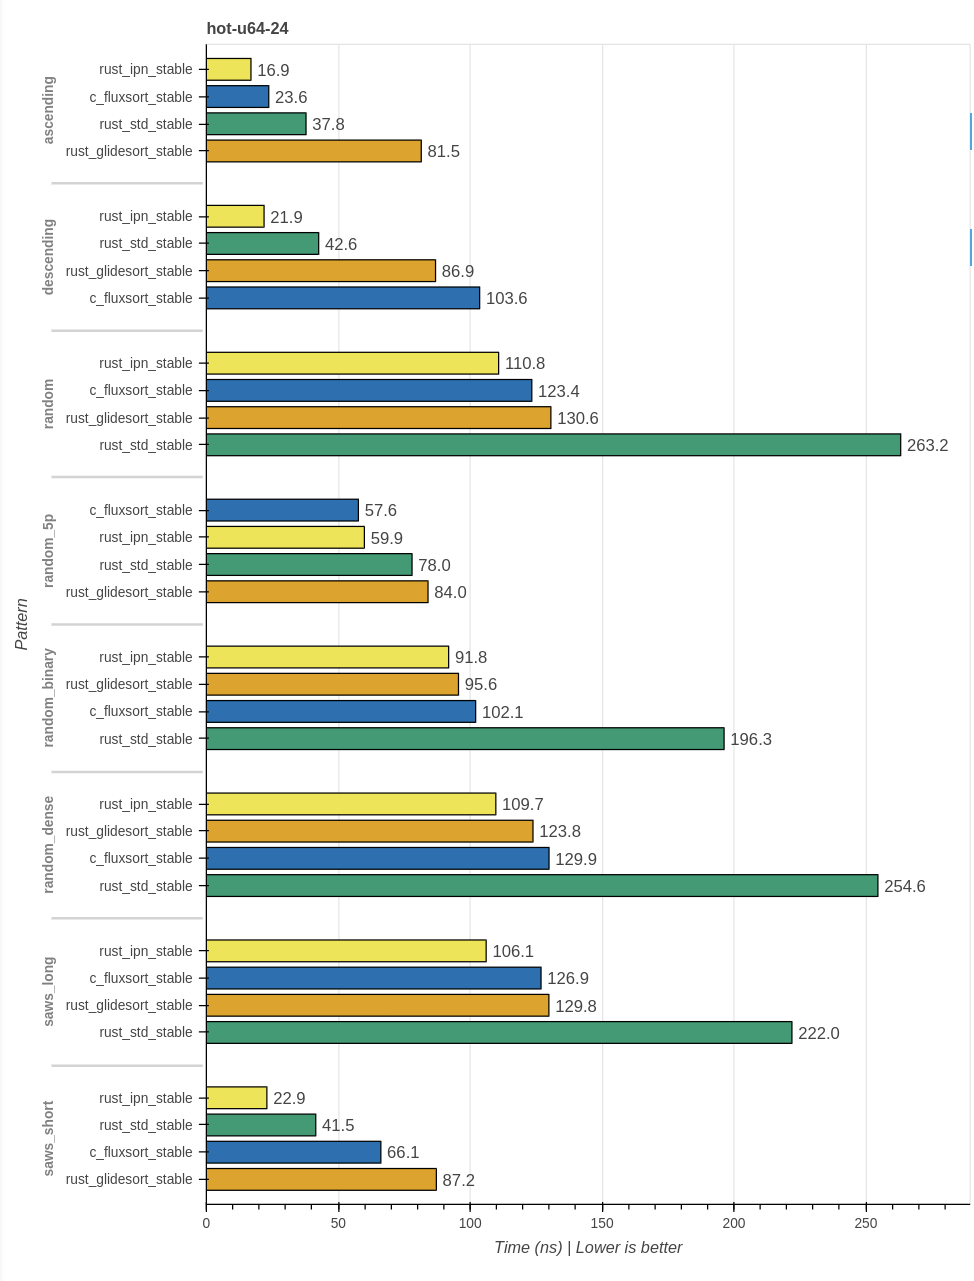 hot-u64-24
Pattern
ascending
rust_ipn_stable 16.9
c_fluxsort_stable 23.6
rust_std_stable 37.8
rust_glidesort_stable 81.5
descending
rust_ipn_stable 21.9
rust_std_stable 42.6
rust_glidesort_stable 86.9
c_fluxsort_stable 103.6
random
rust_ipn_stable 110.8
c_fluxsort_stable 123.4
rust_glidesort_stable 130.6
rust_std_stable 263.2
random_5p
c_fluxsort_stable 57.6
rust_ipn_stable 59.9
rust_std_stable 78.0
rust_glidesort_stable 84.0
random_binary
rust_ipn_stable 91.8
rust_glidesort_stable 95.6
c_fluxsort_stable 102.1
rust_std_stable 196.3
random_dense
rust_ipn_stable 109.7
rust_glidesort_stable 123.8
c_fluxsort_stable 129.9
rust_std_stable 254.6
saws_long
rust_ipn_stable 106.1
c_fluxsort_stable 126.9
rust_glidesort_stable 129.8
rust_std_stable 222.0
saws_short
rust_ipn_stable 22.9
rust_std_stable 41.5
c_fluxsort_stable 66.1
rust_glidesort_stable 87.2
0 50 100 150 200 250
Time (ns) | Lower is better